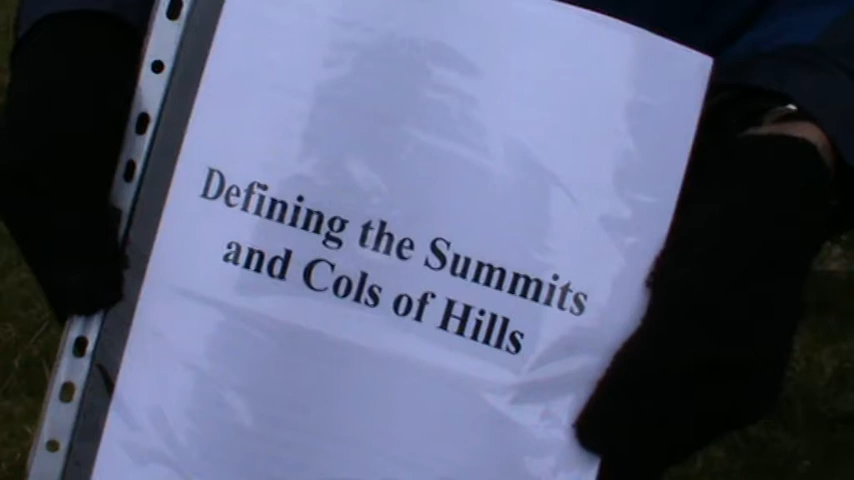 Defining the Summits
and Cols of Hills